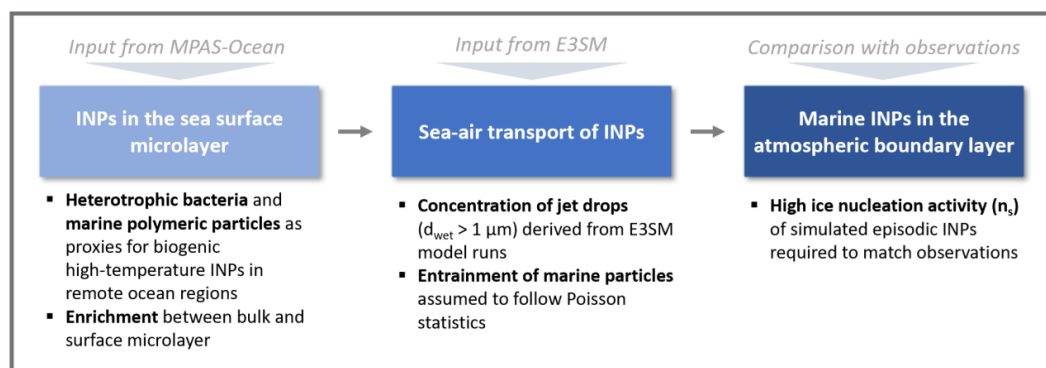 Input from MPAS-Ocean
INPs in the sea surface
microlayer
▪ Heterotrophic bacteria and
marine polymeric particles as
proxies for biogenic
high-temperature INPs in
remote ocean regions
▪ Enrichment between bulk and
surface microlayer
Input from E3SM
Sea-air transport of INPs
▪ Concentration of jet drops
(dwet > 1 μm) derived from E3SM
model runs
▪ Entrainment of marine particles
assumed to follow Poisson
statistics
Comparison with observations
Marine INPs in the
atmospheric boundary layer
▪ High ice nucleation activity (ns)
of simulated episodic INPs
required to match observations